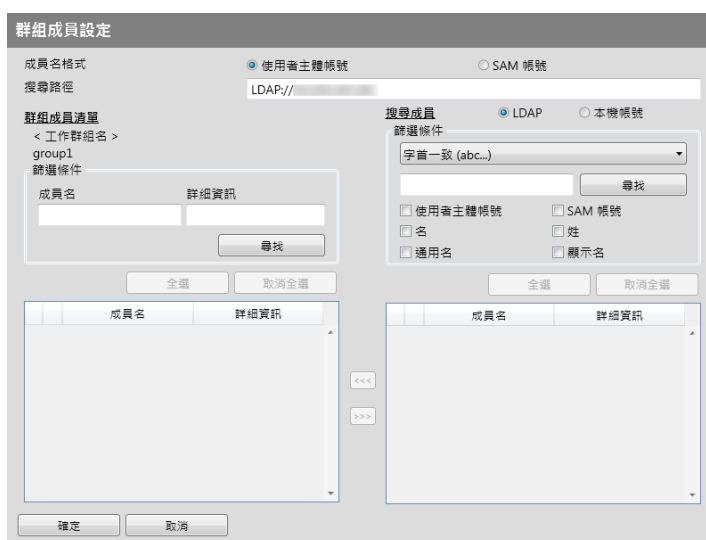 群組成員設定
成員名格式
使用者主體帳號
SAM 帳號
搜尋路徑
LDAP://
群組成員清單
< 工作群組名 >
group1
篩選條件
成員名
詳細資訊
尋找
全選
取消全選
成員名
詳細資訊
搜尋成員
LDAP
本機帳號
篩選條件
字首一致 (abc...)
尋找
使用者主體帳號
SAM 帳號
名
姓
通用名
顯示名
全選
取消全選
成員名
詳細資訊
<<<
>>>
確定
取消